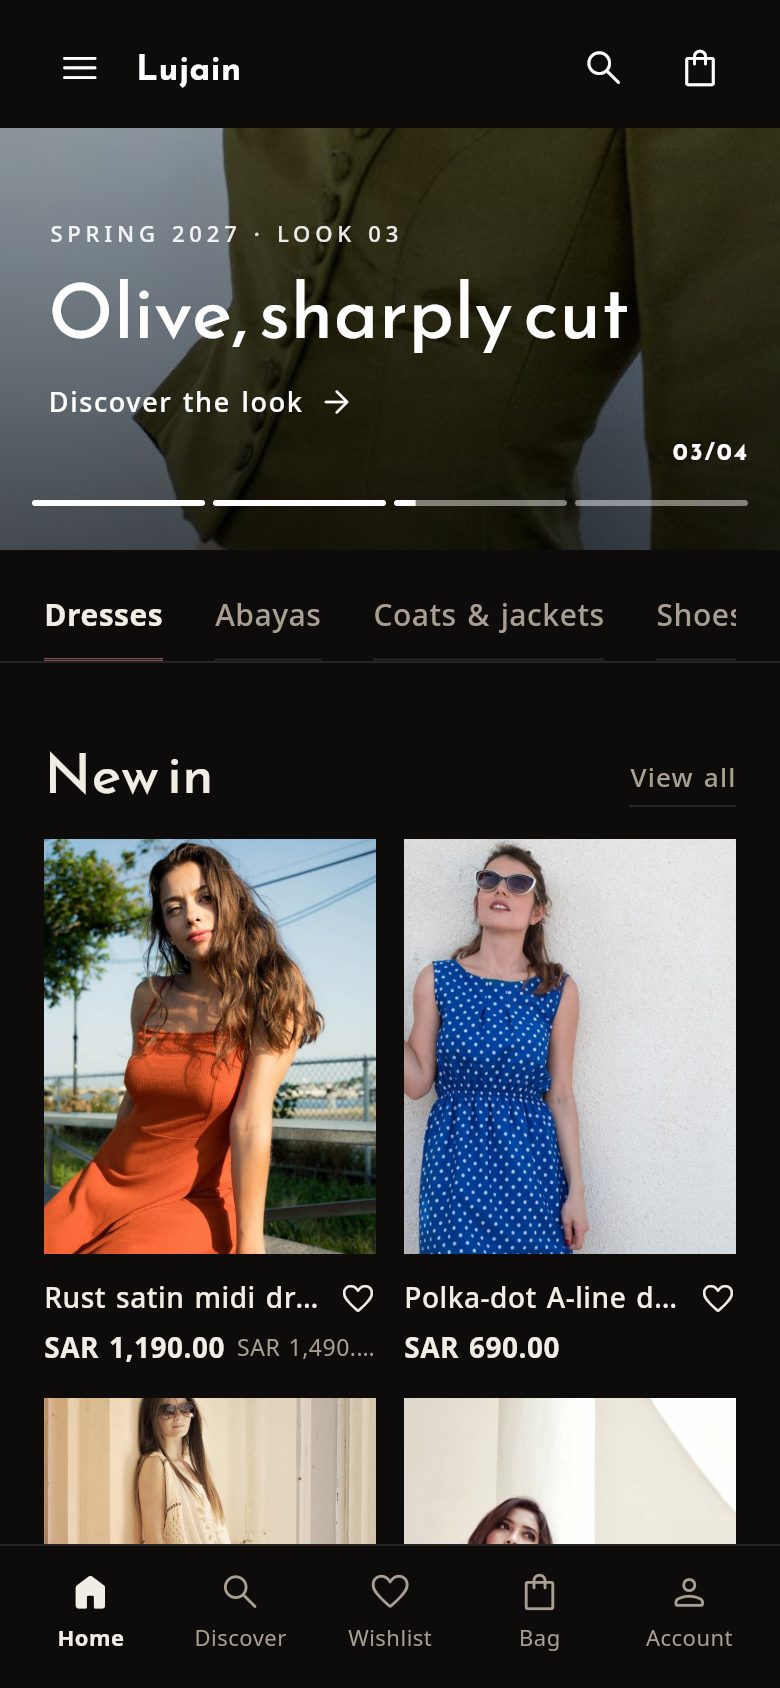 Lujain
SPRING 2027 · LOOK 03
Olive, sharply cut
Discover the look
03/04
Dresses Abayas Coats & jackets Shoes
New in
View all
Rust satin midi dr...
SAR 1,190.00 SAR 1,490....
Polka-dot A-line d...
SAR 690.00
Home Discover Wishlist Bag Account